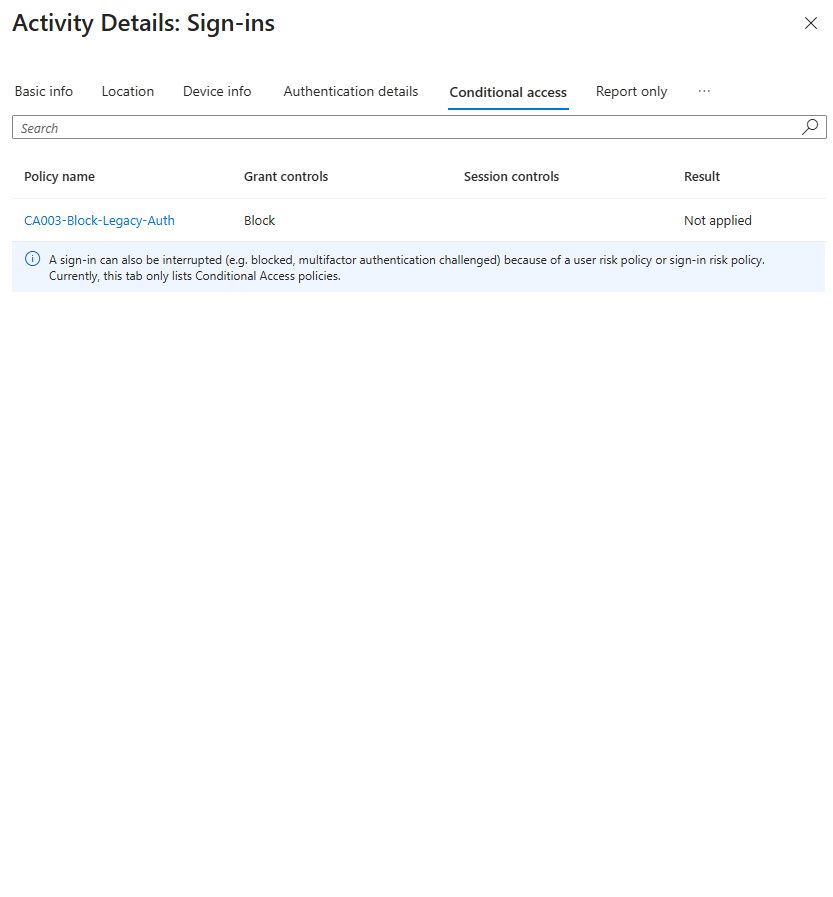 Activity Details: Sign-ins
Basic info Location Device info Authentication details Conditional access Report only ...
Search
Policy name Grant controls Session controls Result
CA003-Block-Legacy-Auth Block Not applied
A sign-in can also be interrupted (e.g. blocked, multifactor authentication challenged) because of a user risk policy or sign-in risk policy.
Currently, this tab only lists Conditional Access policies.